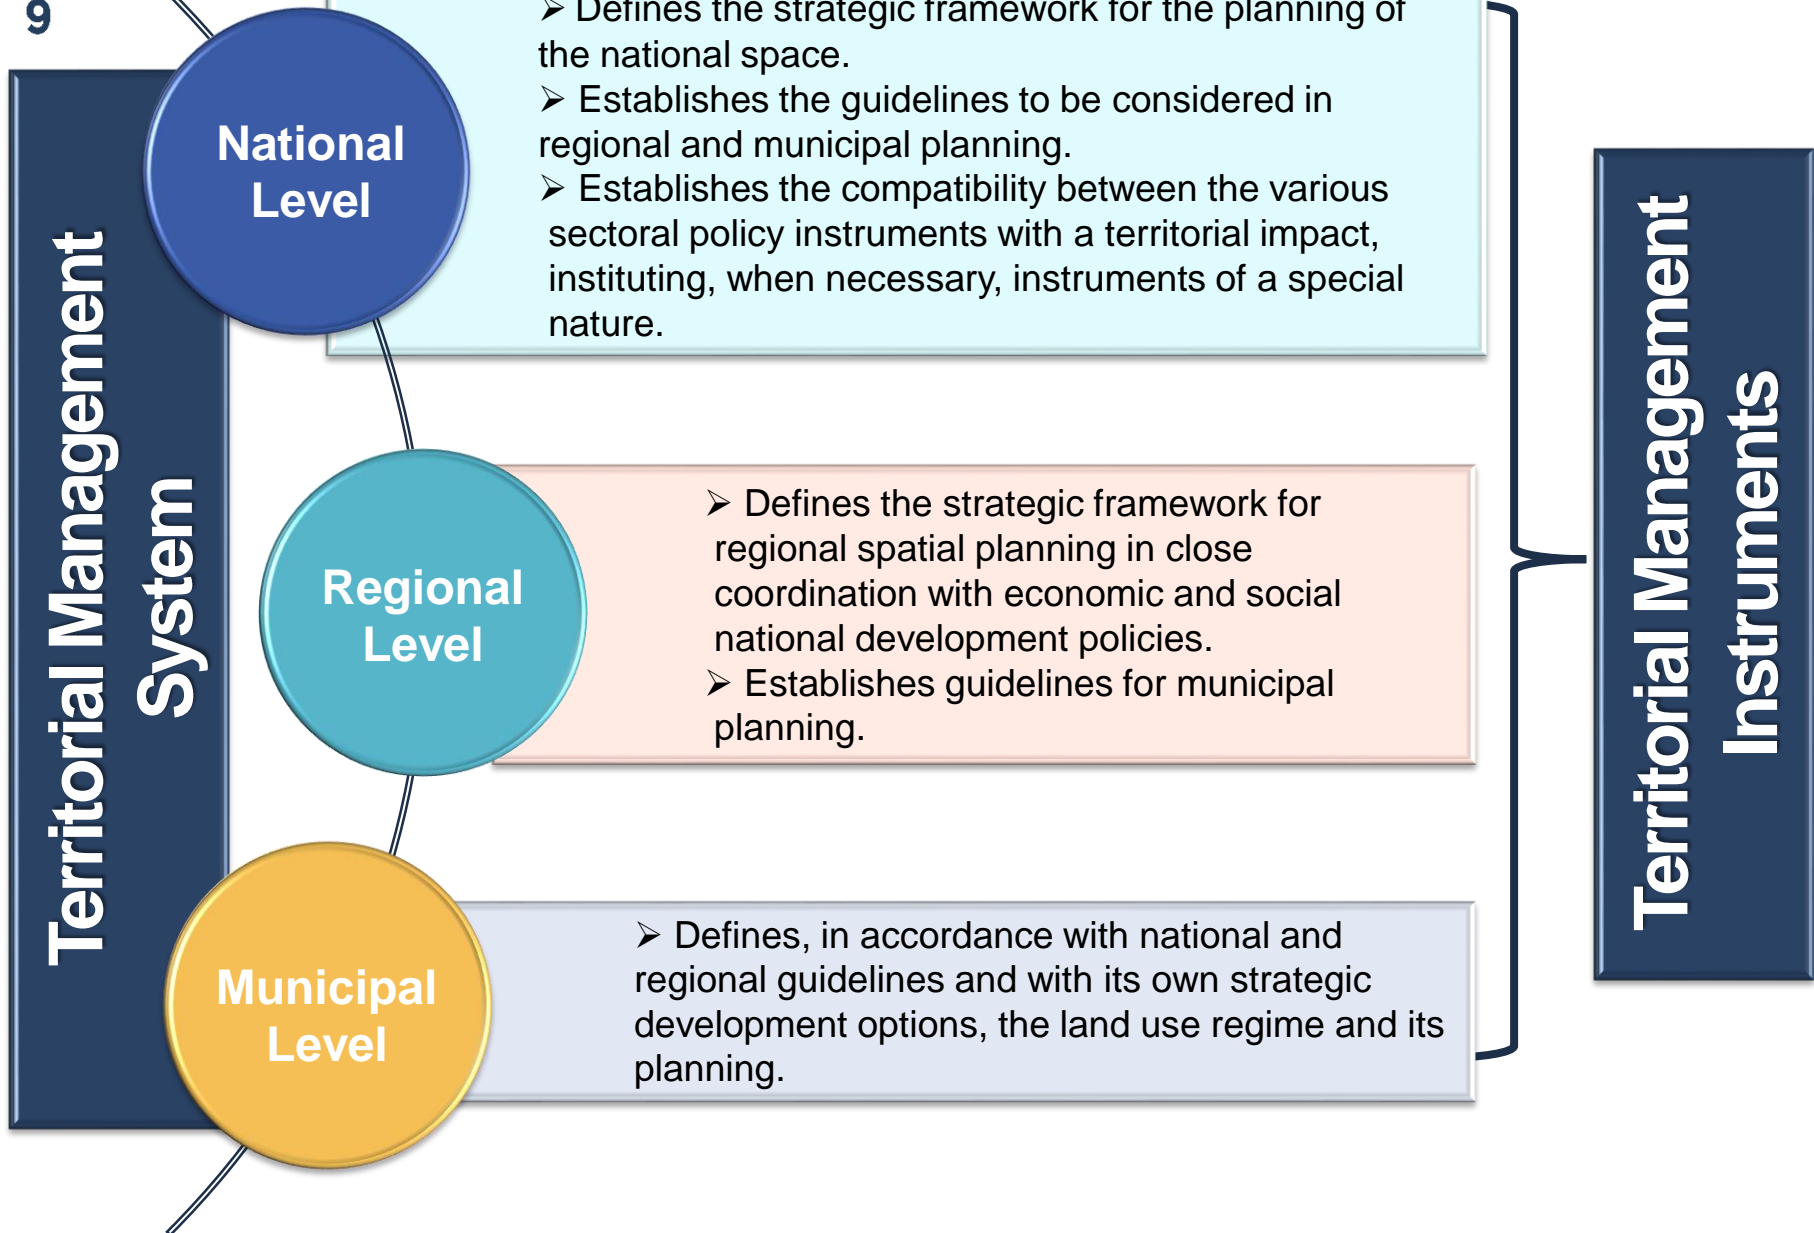 9
Territorial Management
System
National
Level
➢ Defines the strategic framework for the planning of
the national space.
➢ Establishes the guidelines to be considered in
regional and municipal planning.
➢ Establishes the compatibility between the various
sectoral policy instruments with a territorial impact,
instituting, when necessary, instruments of a special
nature.
Regional
Level
➢ Defines the strategic framework for
regional spatial planning in close
coordination with economic and social
national development policies.
➢ Establishes guidelines for municipal
planning.
Municipal
Level
➢ Defines, in accordance with national and
regional guidelines and with its own strategic
development options, the land use regime and its
planning.
Territorial Management
Instruments